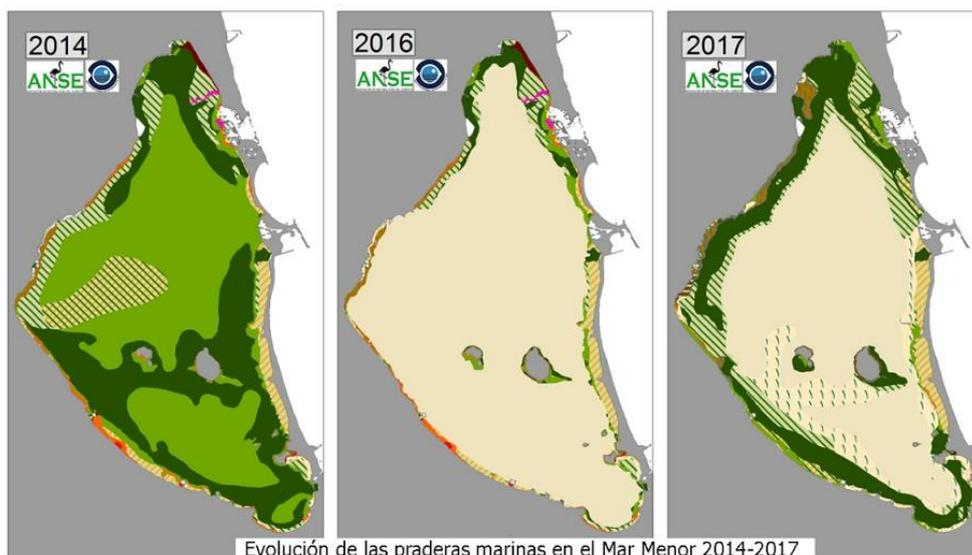 2014
ANSE
2016
ANSE
2017
ANSE
Evolución de las praderas marinas en el Mar Menor 2014-2017